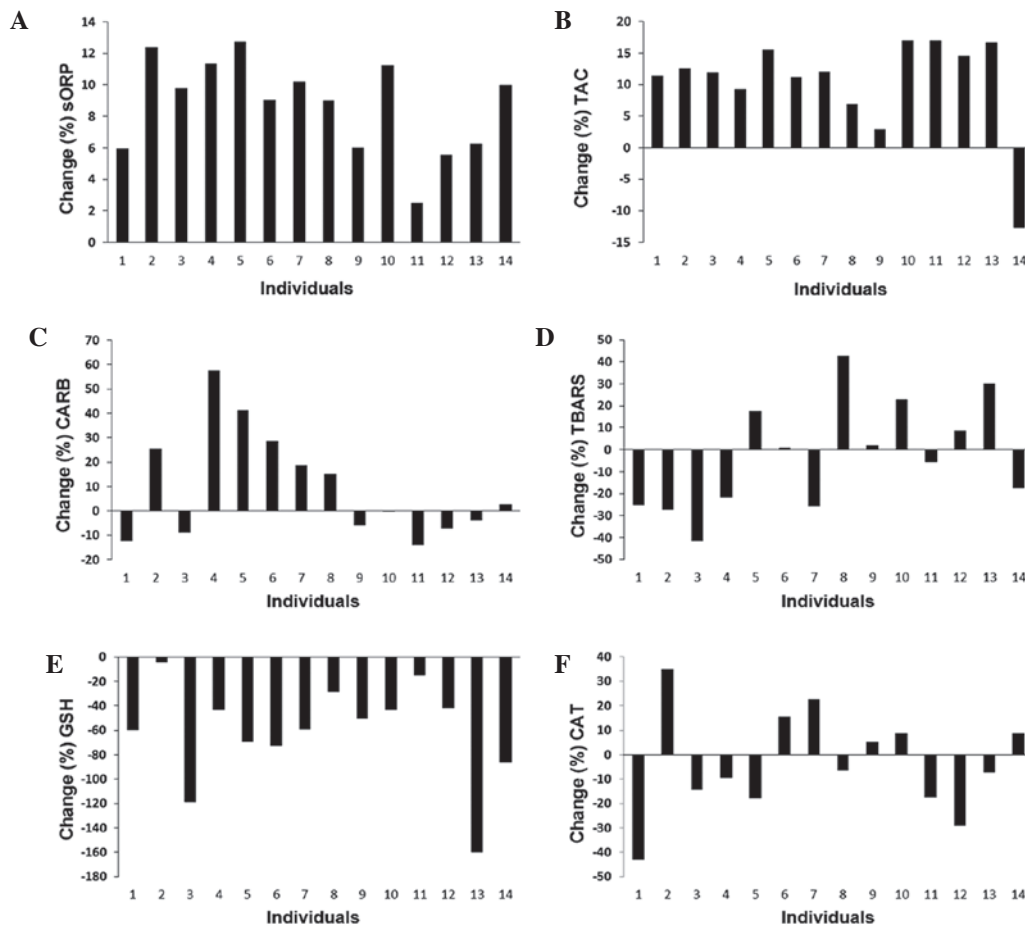 A
Change (%) sORP
14
12
10
8
6
4
2
0
1 2 3 4 5 6 7 8 9 10 11 12 13 14
Individuals
B
Change (%) TAC
20
15
10
5
0
-5
-10
-15
1 2 3 4 5 6 7 8 9 10 11 12 13 14
Individuals
C
Change (%) CARB
70
60
50
40
30
20
10
0
-10
-20
1 2 3 4 5 6 7 8 9 10 11 12 13 14
Individuals
D
Change (%) TBARS
50
40
30
20
10
0
-10
-20
-30
-40
-50
1 2 3 4 5 6 7 8 9 10 11 12 13 14
Individuals
E
Change (%) GSH
0
-20
-40
-60
-80
-100
-120
-140
-160
-180
1 2 3 4 5 6 7 8 9 10 11 12 13 14
Individuals
F
Change (%) CAT
40
30
20
10
0
-10
-20
-30
-40
-50
1 2 3 4 5 6 7 8 9 10 11 12 13 14
Individuals